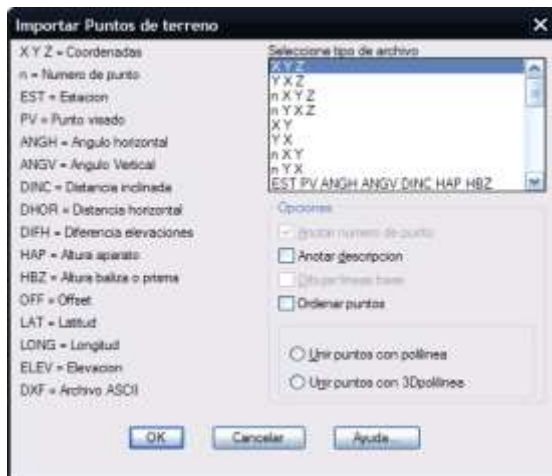 Importar Puntos de terreno
X Y Z = Coordenadas
n = Numero de punto
EST = Estacion
PV = Punto visado
ANGH = Angulo horizontal
ANGV = Angulo Vertical
DINC = Distancia inclinada
DHOR = Distancia horizontal
DIFH = Diferencia elevaciones
HAP = Altura aparato
HBZ = Altura baliza o prisma
OFF = Offset
LAT = Latitud
LONG = Longitud
ELEV = Elevacion
DXF = Archivo ASCII
Seleccione tipo de archivo
X Y Z
Y X Z
n X Y Z
n Y X Z
X Y
Y X
n X Y
n Y X
EST PV ANGH ANGV DINC HAP HBZ
Opciones
Anotar numero de punto
Anotar descripcion
Dibujar lineas base
Ordenar puntos
Unir puntos con polilinea
Unir puntos con 3Dpolilinea
OK
Cancelar
Ayuda...